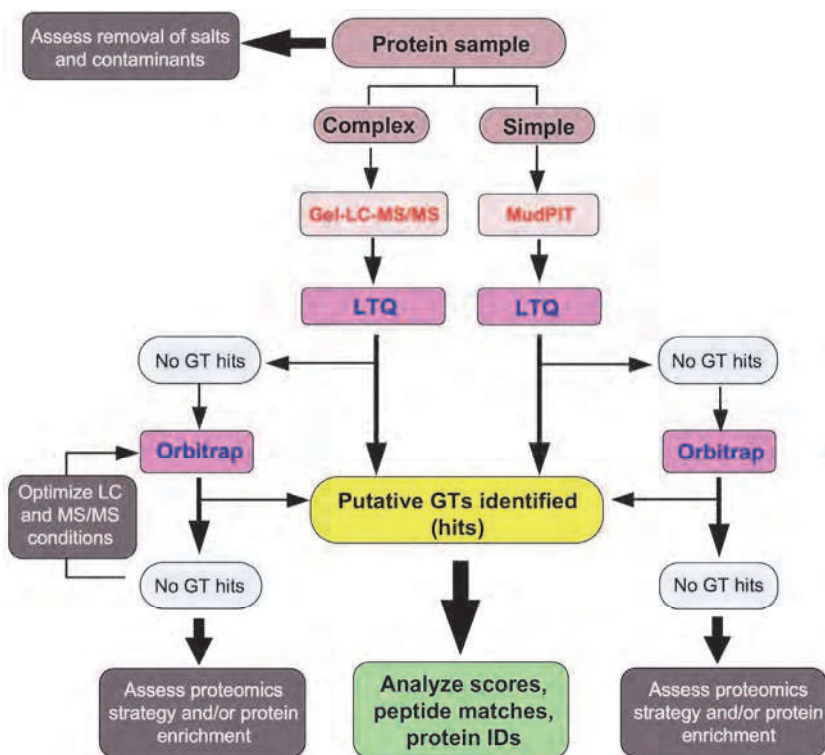 Protein sample
Assess removal of salts
and contaminants
Complex
Simple
Gel-LC-MS/MS
MudPIT
LTQ
LTQ
No GT hits
No GT hits
Orbitrap
Orbitrap
Optimize LC
and MS/MS
conditions
Putative GTs identified
(hits)
No GT hits
No GT hits
Assess proteomics
strategy and/or protein
enrichment
Analyze scores,
peptide matches,
protein IDs
Assess proteomics
strategy and/or protein
enrichment